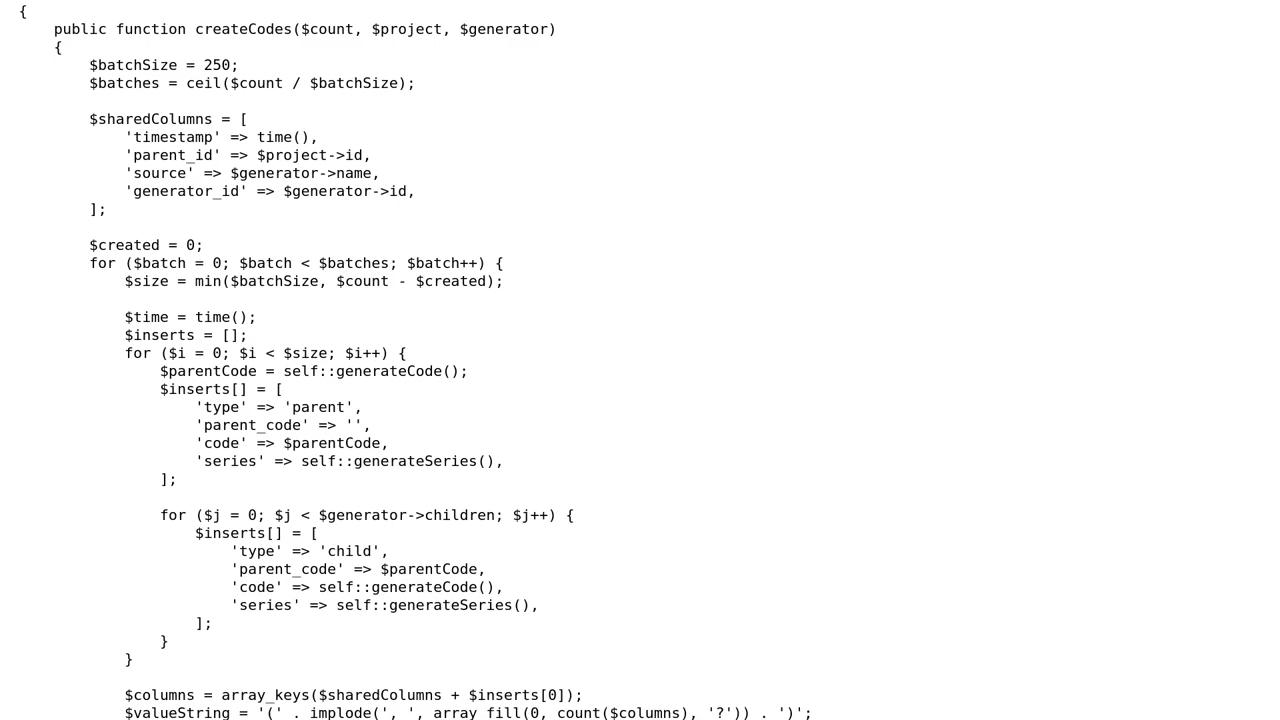 {
    public function createCodes($count, $project, $generator)
    {
        $batchSize = 250;
        $batches = ceil($count / $batchSize);

        $sharedColumns = [
            'timestamp' => time(),
            'parent_id' => $project->id,
            'source' => $generator->name,
            'generator_id' => $generator->id,
        ];

        $created = 0;
        for ($batch = 0; $batch < $batches; $batch++) {
            $size = min($batchSize, $count - $created);

            $time = time();
            $inserts = [];
            for ($i = 0; $i < $size; $i++) {
                $parentCode = self::generateCode();
                $inserts[] = [
                    'type' => 'parent',
                    'parent_code' => '',
                    'code' => $parentCode,
                    'series' => self::generateSeries(),
                ];

                for ($j = 0; $j < $generator->children; $j++) {
                    $inserts[] = [
                        'type' => 'child',
                        'parent_code' => $parentCode,
                        'code' => self::generateCode(),
                        'series' => self::generateSeries(),
                    ];
                }
            }

            $columns = array_keys($sharedColumns + $inserts[0]);
            $valueString = '(' . implode(', ', array_fill(0, count($columns), '?')) . ')';